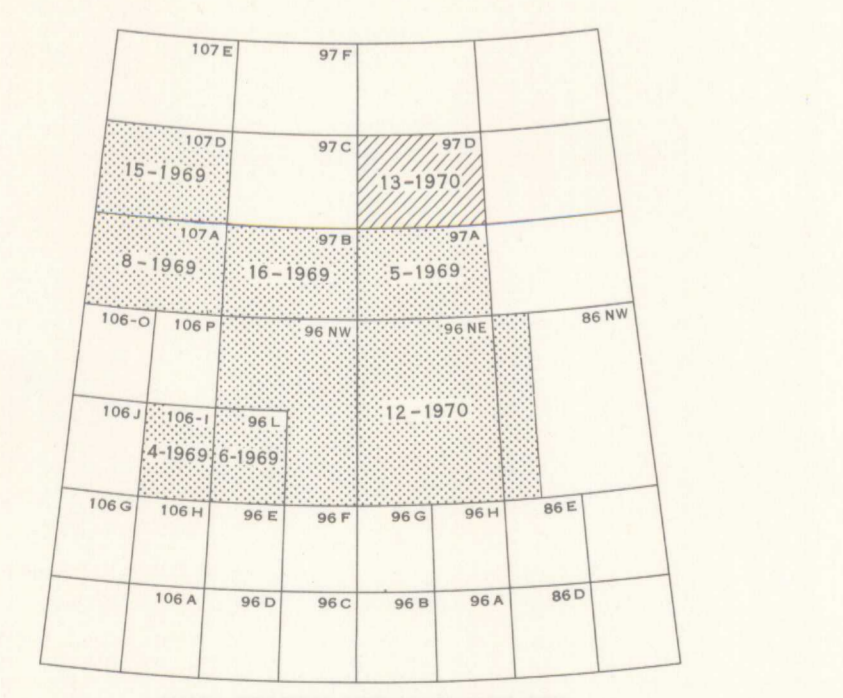 107 E 97 F
107 D 97 C 97 D
15-1969 13-1970
107 A 97 B 97 A
8-1969 16-1969 5-1969
106-O 106 P 96 NW 96 NE 86 NW
106 J 106-I 96 L 12-1970
4-1969 6-1969
106 G 106 H 96 E 96 F 96 G 96 H 86 E
106 A 96 D 96 C 96 B 96 A 86 D